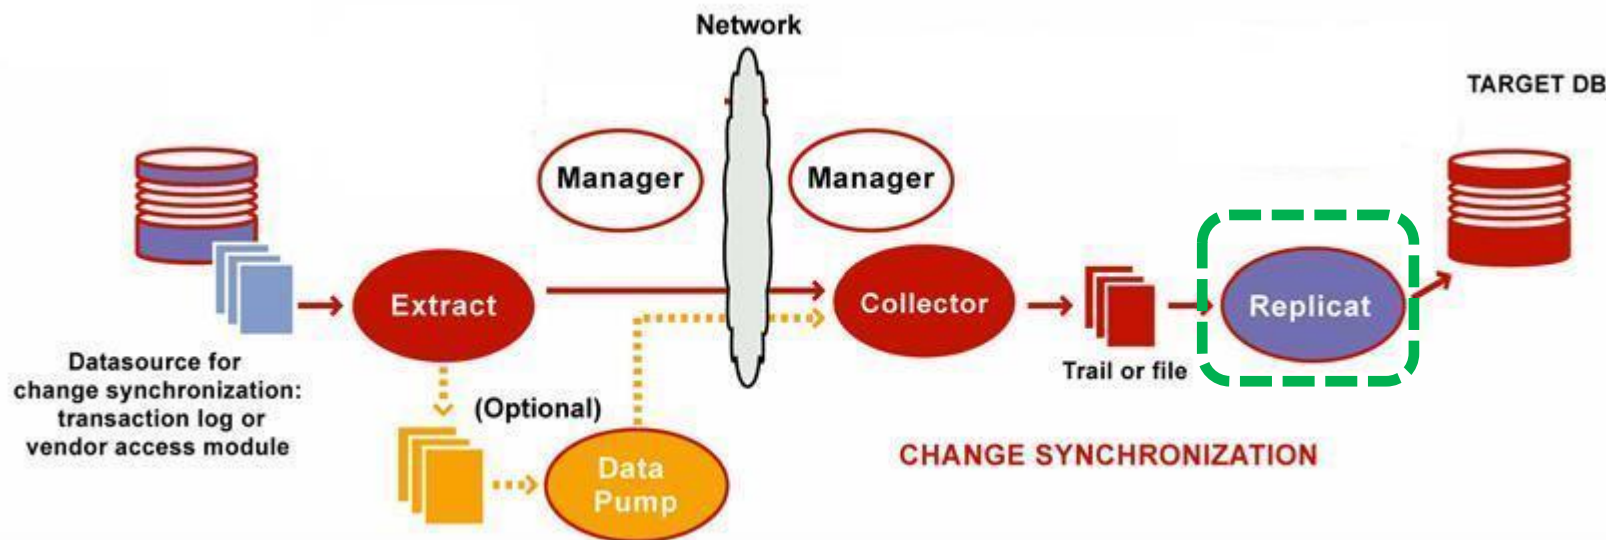 Network
TARGET DB
Manager
Manager
Extract
Collector
Replicat
Datasource for
change synchronization:
transaction log or
vendor access module
Trail or file
(Optional)
Data
Pump
CHANGE SYNCHRONIZATION